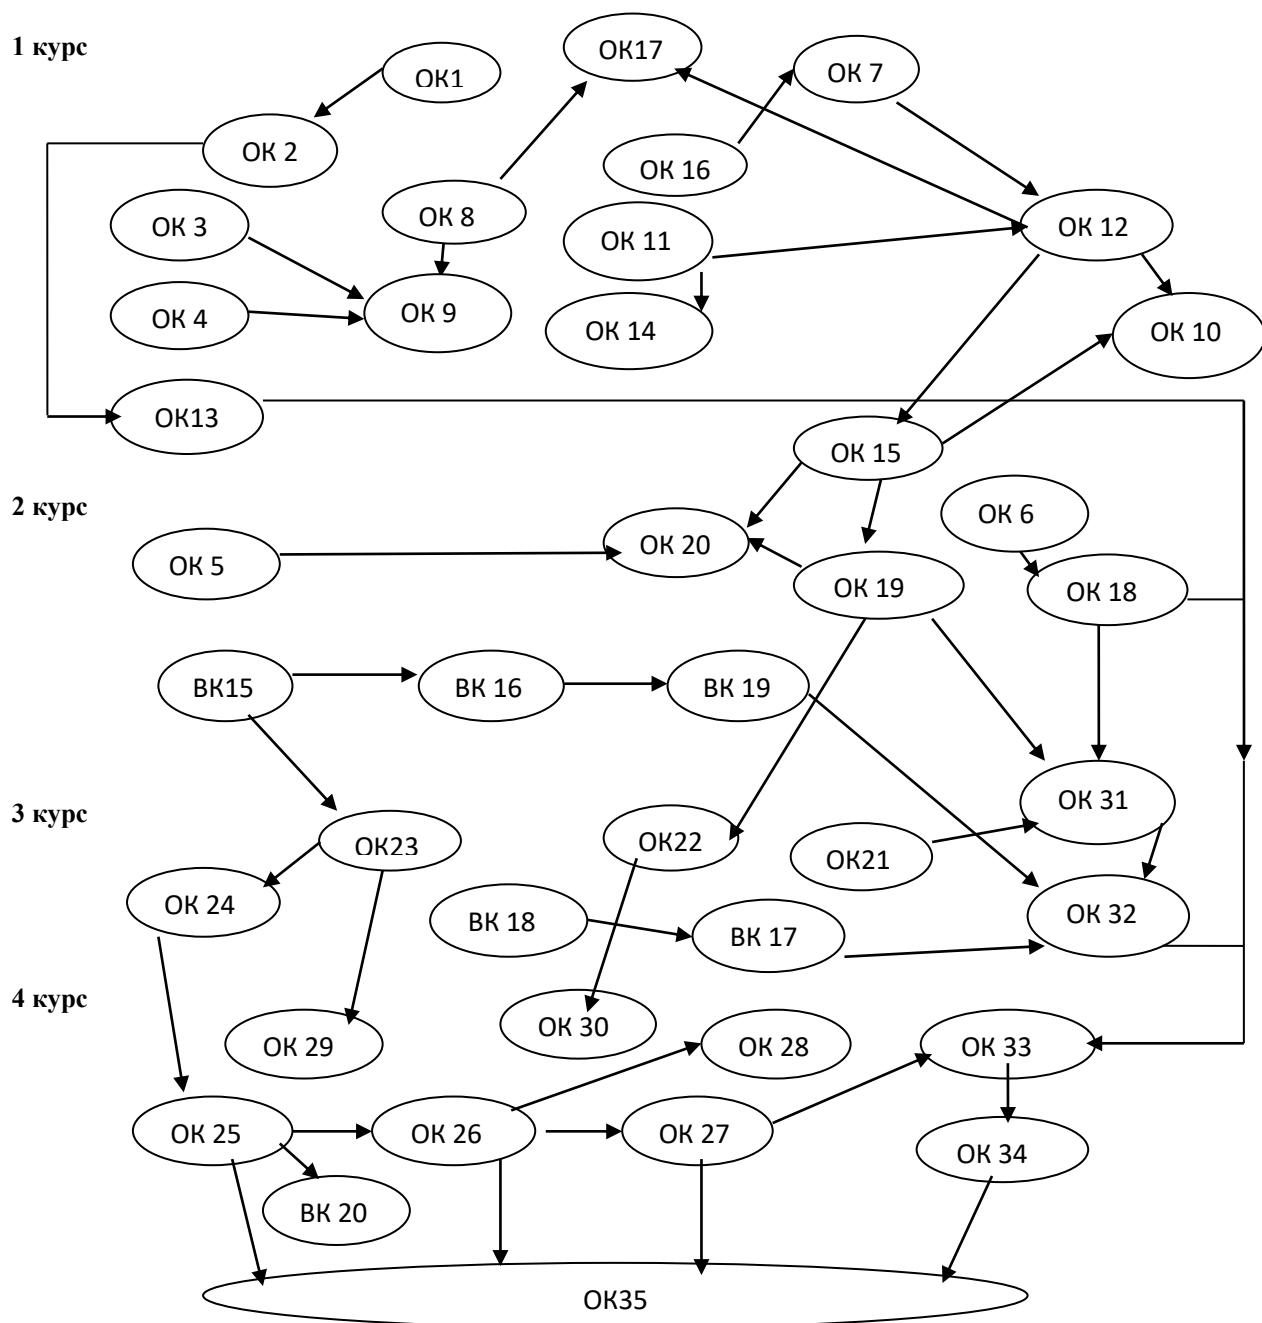 1 курс
ОК17
ОК 7
ОК1
ОК 2
ОК 16
ОК 3
ОК 8
ОК 11
ОК 12
ОК 4
ОК 9
ОК 14
ОК 10
ОК13
ОК 15
2 курс
ОК 6
ОК 5
ОК 20
ОК 19
ОК 18
ВК15
ВК 16
ВК 19
ОК 31
3 курс
ОК23
ОК22
ОК21
ОК 24
ВК 18
ВК 17
ОК 32
4 курс
ОК 29
ОК 30
ОК 28
ОК 33
ОК 25
ОК 26
ОК 27
ОК 34
ВК 20
ОК35